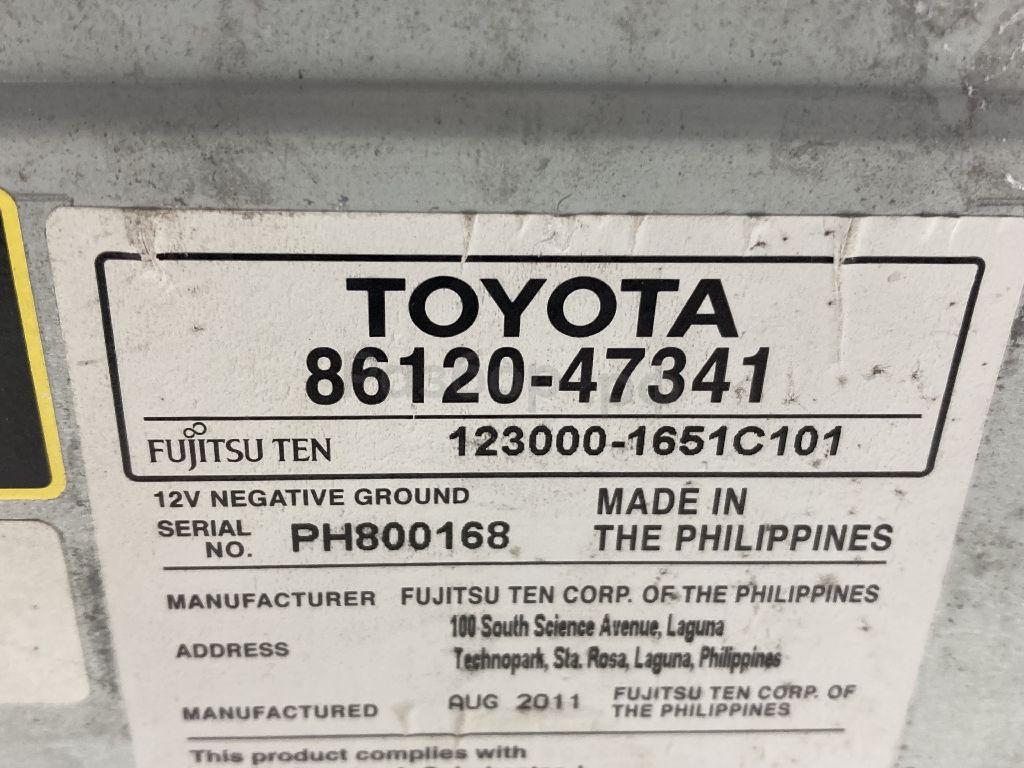 TOYOTA
86120-47341
FUJITSU TEN 123000-1651C101
12V NEGATIVE GROUND
MADE IN
THE PHILIPPINES
SERIAL
NO. PH800168
MANUFACTURER FUJITSU TEN CORP. OF THE PHILIPPINES
ADDRESS 100 South Science Avenue, Laguna
Technopark, Sta. Rosa, Laguna, Philippines
MANUFACTURED AUG 2011 FUJITSU TEN CORP. OF
THE PHILIPPINES
This product complies with